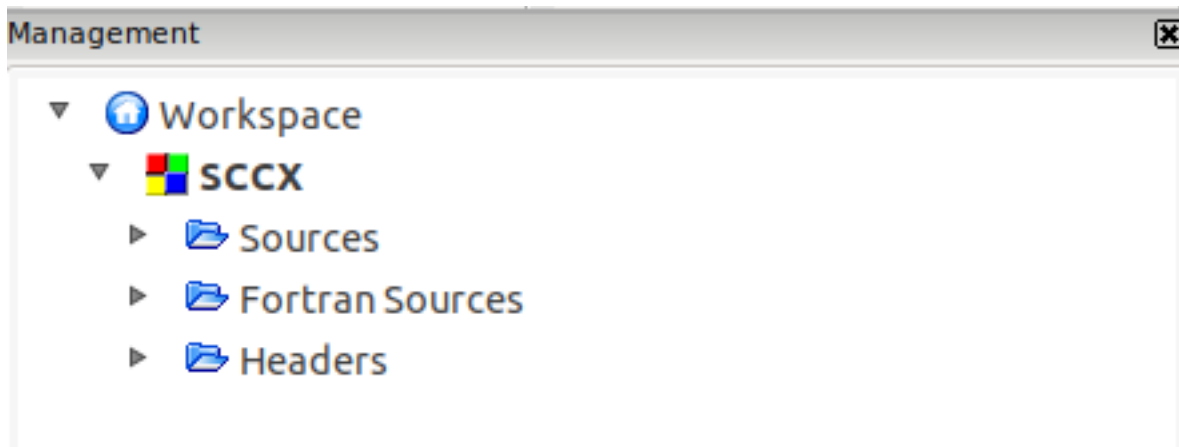 Management
Workspace
SCCX
Sources
Fortran Sources
Headers